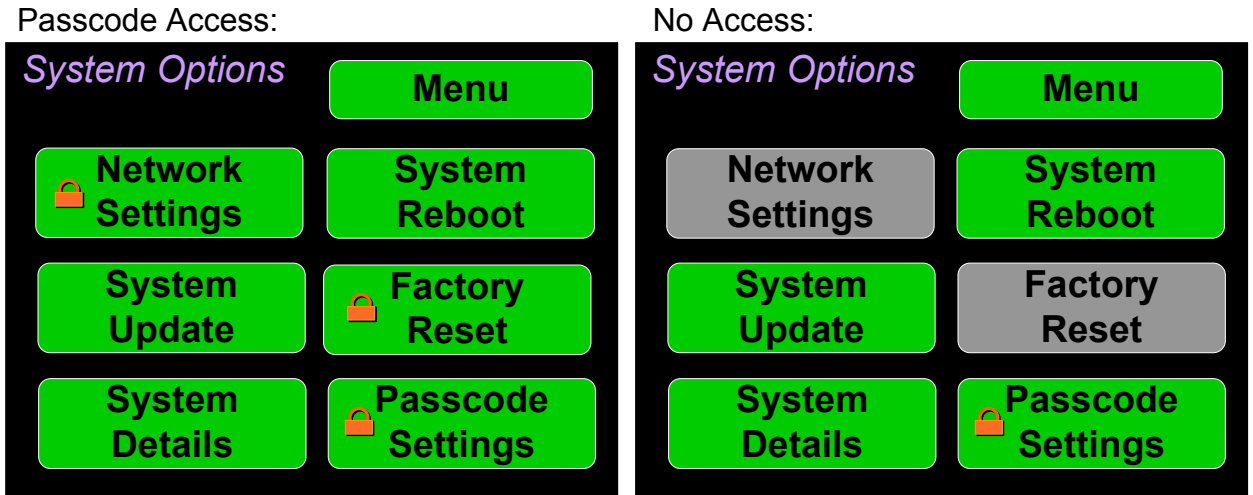 Passcode Access:
System Options
Menu
Network
Settings
System
Reboot
System
Update
Factory
Reset
System
Details
Passcode
Settings
No Access:
System Options
Menu
Network
Settings
System
Reboot
System
Update
Factory
Reset
System
Details
Passcode
Settings